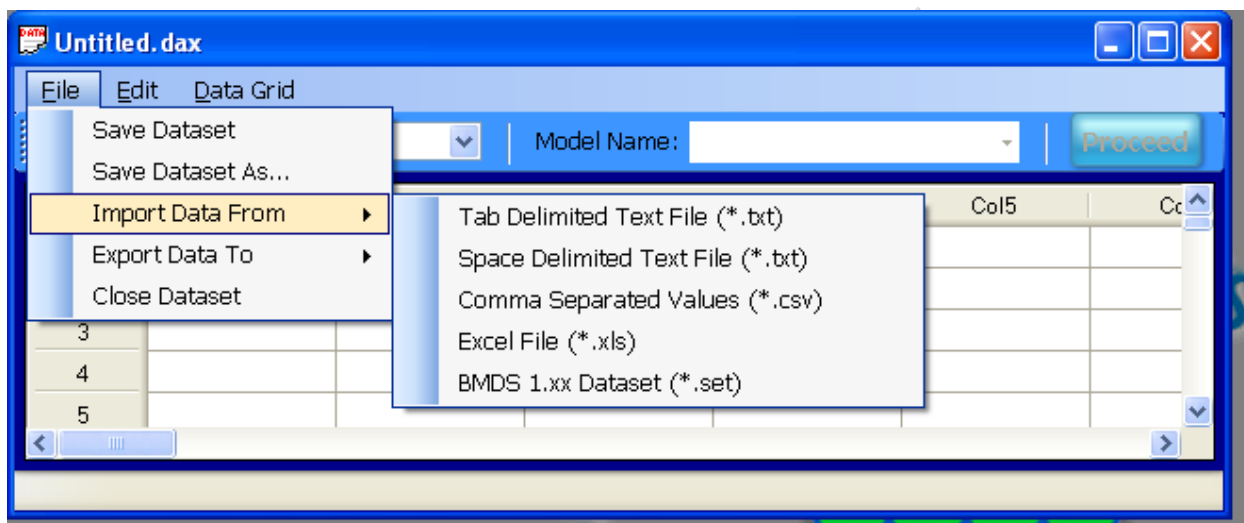 DATA Untitled.dax
File Edit Data Grid
Save Dataset
Model Name: Proceed
Save Dataset As...
Import Data From
Tab Delimited Text File (*.txt)
Col5
Export Data To
Space Delimited Text File (*.txt)
Close Dataset
Comma Separated Values (*.csv)
3
Excel File (*.xls)
4
BMDS 1.xx Dataset (*.set)
5